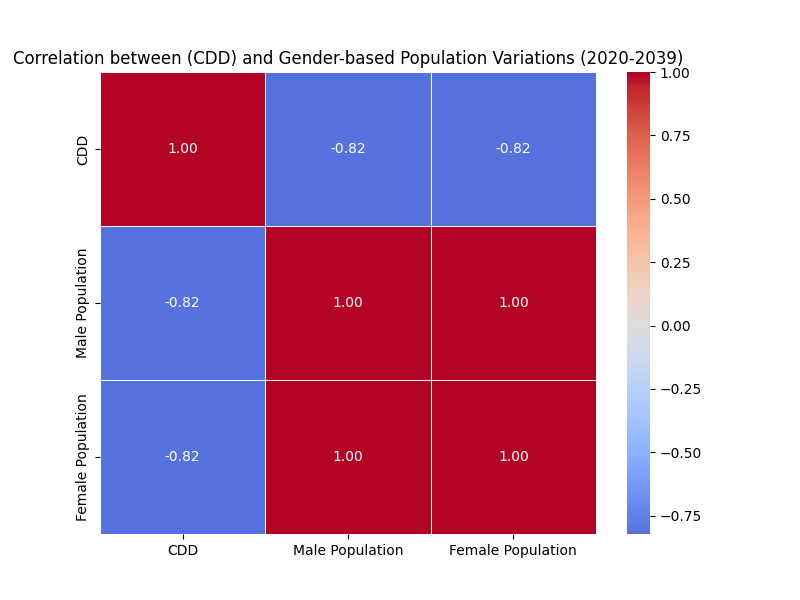 Correlation between (CDD) and Gender-based Population Variations (2020-2039)
CDD
1.00
-0.82
-0.82
Male Population
-0.82
1.00
1.00
Female Population
-0.82
1.00
1.00
CDD
Male Population
Female Population
1.00
0.75
0.50
0.25
0.00
−0.25
−0.50
−0.75